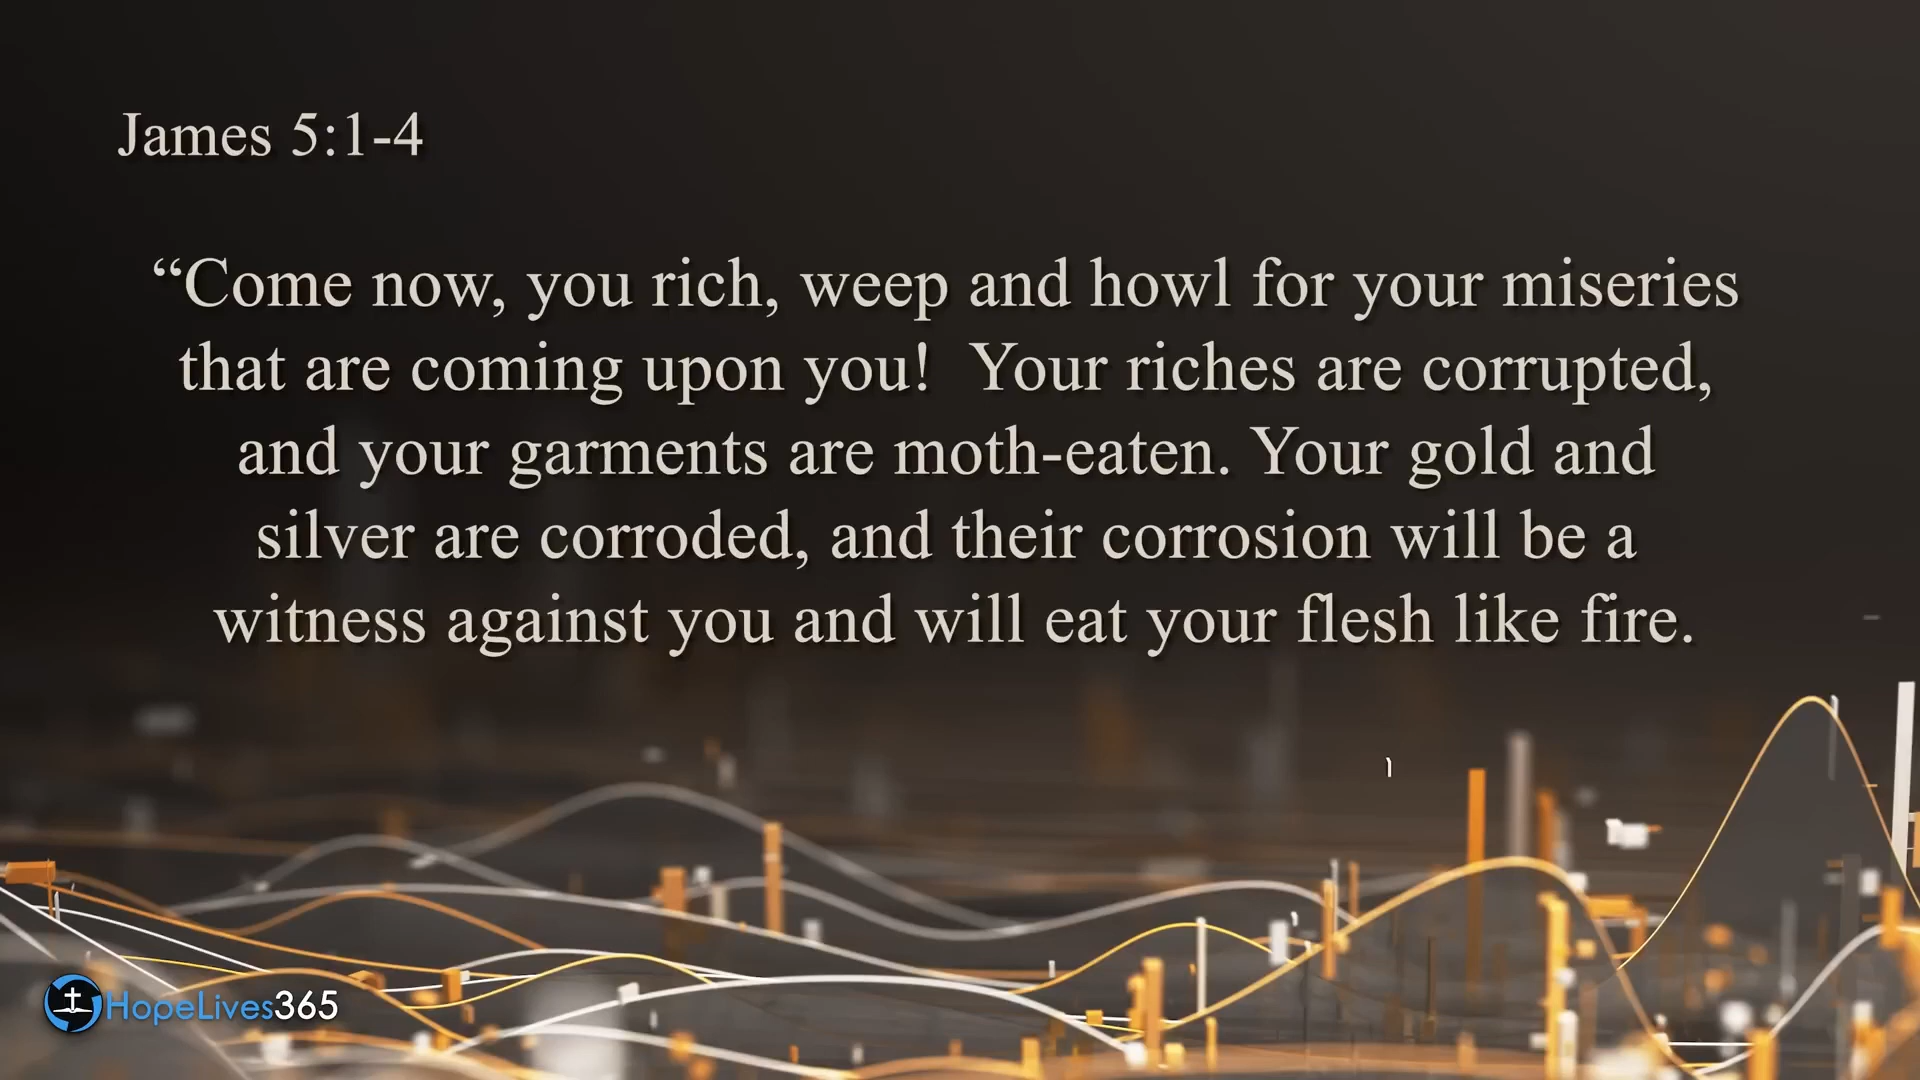 James 5:1-4
“Come now, you rich, weep and howl for your miseries
that are coming upon you!  Your riches are corrupted,
and your garments are moth-eaten. Your gold and
silver are corroded, and their corrosion will be a
witness against you and will eat your flesh like fire.
HopeLives365